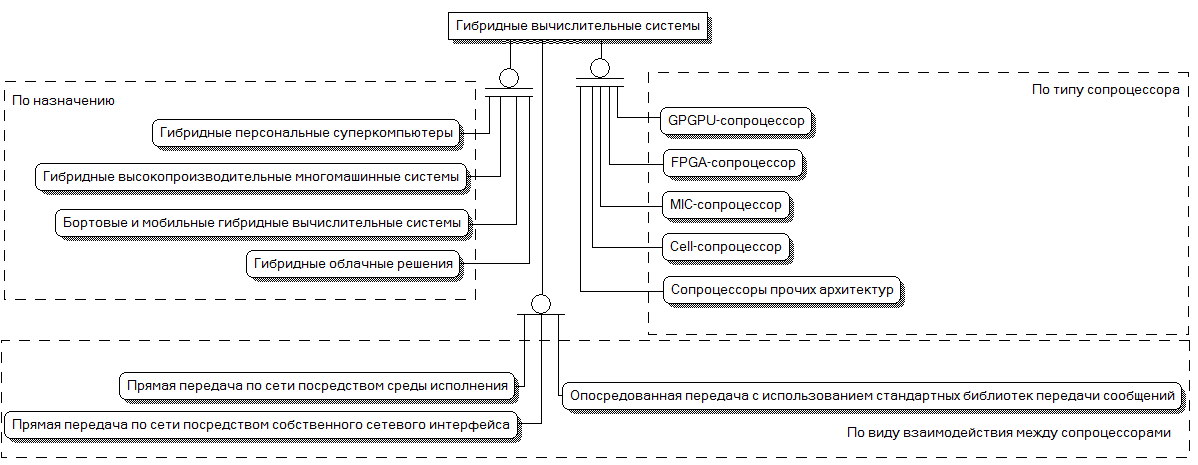 Гибридные вычислительные системы
По назначению
Гибридные персональные суперкомпьютеры
Гибридные высокопроизводительные многомашинные системы
Бортовые и мобильные гибридные вычислительные системы
Гибридные облачные решения
По типу сопроцессора
GPGPU-сопроцессор
FPGA-сопроцессор
MIC-сопроцессор
Cell-сопроцессор
Сопроцессоры прочих архитектур
Прямая передача по сети посредством среды исполнения
Прямая передача по сети посредством собственного сетевого интерфейса
Опосредованная передача с использованием стандартных библиотек передачи сообщений
По виду взаимодействия между сопроцессорами